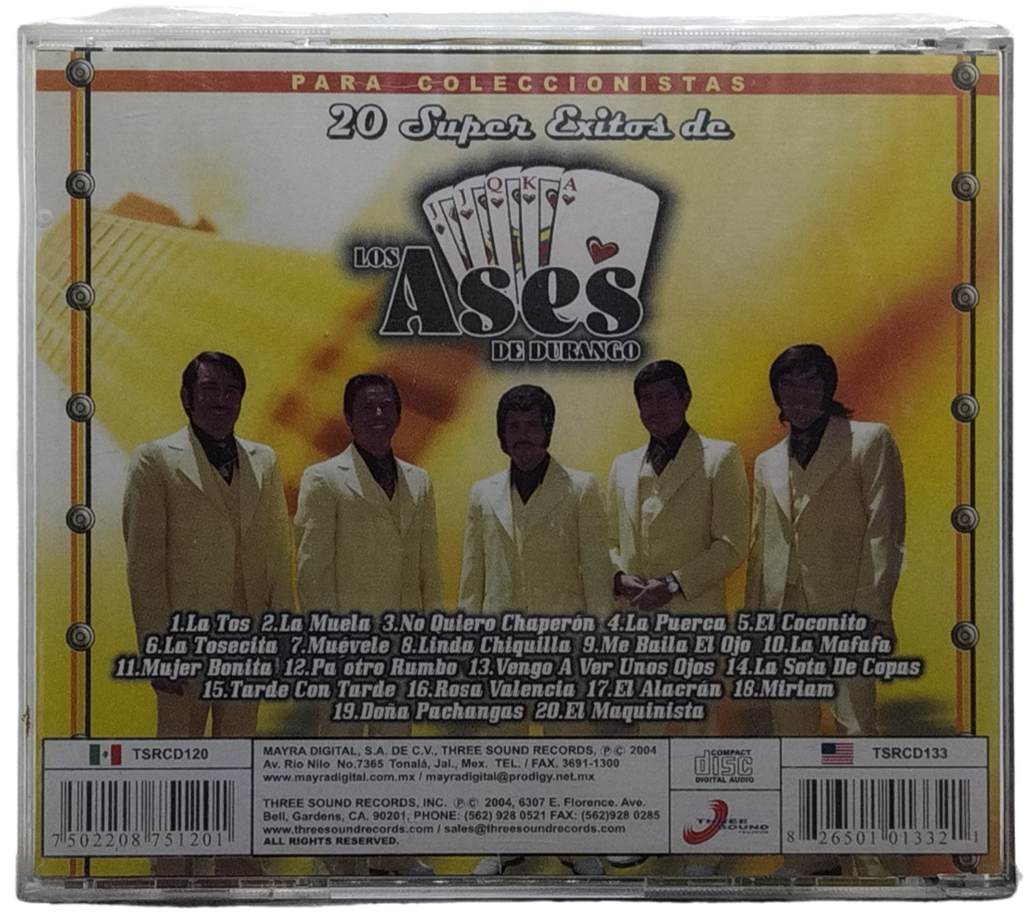 PARA COLECCIONISTAS
20 Super Exitos de
J J Q K A
LOS
Ases
DE DURANGO
1.La Tos 2.La Muela 3.No Quiero Chaperón 4.La Puerca 5.El Coconito
6.La Tosecita 7.Muévele 8.Linda Chiquilla 9.Me Baila El Ojo 10.La Mafafa
11.Mujer Bonita 12.Pa otro Rumbo 13.Vengo A Ver Unos Ojos 14.La Sota De Copas
15.Tarde Con Tarde 16.Rosa Valencia 17.El Alacrán 18.Miriam
19.Doña Pachangas 20.El Maquinista
TSRCD120
7 502208 751201
MAYRA DIGITAL, S.A. DE C.V., THREE SOUND RECORDS, ℗ © 2004
Av. Rio Nilo No.7365 Tonalá, Jal., Mex. TEL. / FAX. 3691-1300
www.mayradigital.com.mx / mayradigital@prodigy.net.mx
THREE SOUND RECORDS, INC. ℗ © 2004, 6307 E. Florence. Ave.
Bell, Gardens, CA. 90201, PHONE: (562) 928 0521 FAX: (562)928 0285
www.threesoundrecords.com / sales@threesoundrecords.com
ALL RIGHTS RESERVED.
COMPACT
disc
DIGITAL AUDIO
THREE SOUND
TSRCD133
8 26501 01332 1